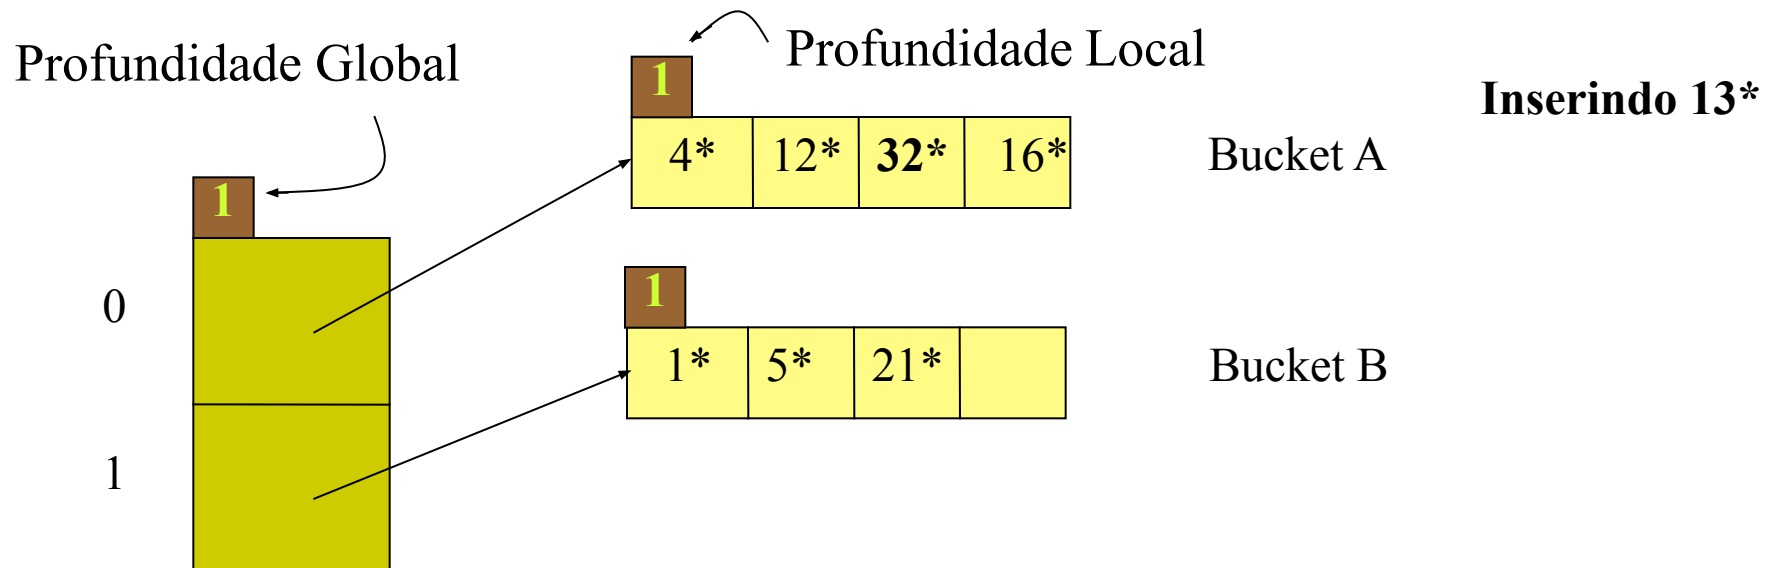 Profundidade Global
Profundidade Local
Inserindo 13*
1
4* 12* 32* 16*
Bucket A
1
1
0
1* 5* 21*
Bucket B
1